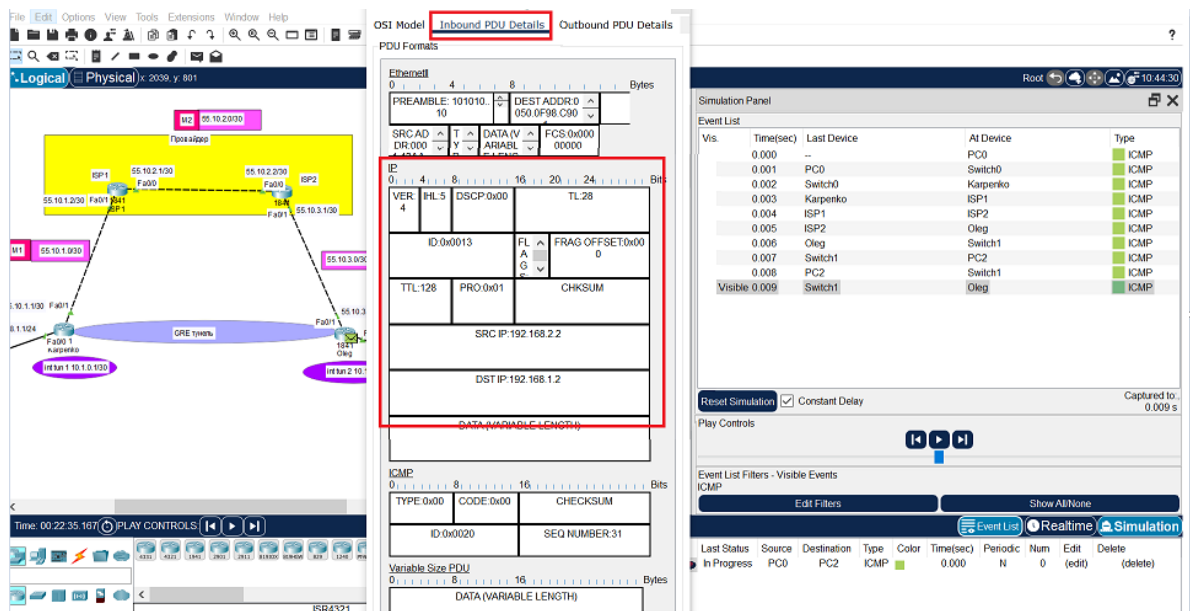 File Edit Options View Tools Extensions Window Help
?
Logical Physical x: 2039, y: 801
Root 10:44:30
M2 55.10.2.0/30
Провайдер
ISP1 55.10.2.1/30 55.10.2.2/30 ISP2
Fa0/0 Fa0/0
55.10.1.2/30 Fa0/1 1841 1841
ISP1 Fa0/1 55.10.3.1/30
M1 55.10.1.0/30
55.10.3.0/30
Fa0/1
Fa0/1 55.10.3
GRE тунель
Fa0/0 1
Karpenko
1841
Oleg
int tun 1 10.1.0.1/30
int tun 2 10.
OSI Model Inbound PDU Details Outbound PDU Details
PDU Formats
EthernetII
0 4 8 Bytes
PREAMBLE: 101010..
10
DEST ADDR:0
050.0F98.C90
SRC AD
DR:000
T
Y
DATA (V
ARIABL
E LENG
FCS:0x000
00000
IP
0 4 8 16 20 24 Bits
VER:
4
IHL:5 DSCP:0x00 TL:28
ID:0x0013
FL
A
G
S:
FRAG OFFSET:0x00
0
TTL:128 PRO:0x01 CHKSUM
SRC IP:192.168.2.2
DST IP:192.168.1.2
DATA (VARIABLE LENGTH)
ICMP
0 8 16 Bits
TYPE:0x00 CODE:0x00 CHECKSUM
ID:0x0020 SEQ NUMBER:31
Variable Size PDU
0 8 16 Bytes
DATA (VARIABLE LENGTH)
Simulation Panel
Event List
Vis. Time(sec) Last Device At Device Type
0.000 -- PC0 ICMP
0.001 PC0 Switch0 ICMP
0.002 Switch0 Karpenko ICMP
0.003 Karpenko ISP1 ICMP
0.004 ISP1 ISP2 ICMP
0.005 ISP2 Oleg ICMP
0.006 Oleg Switch1 ICMP
0.007 Switch1 PC2 ICMP
0.008 PC2 Switch1 ICMP
Visible 0.009 Switch1 Oleg ICMP
Reset Simulation Constant Delay Captured to:
0.009 s
Play Controls
Event List Filters - Visible Events
ICMP
Edit Filters Show All/None
Event List Realtime Simulation
Time: 00:22:35.167 PLAY CONTROLS:
4331 4321 1941 2901 2911 819 829 1240
ISR4321
Last Status Source Destination Type Color Time(sec) Periodic Num Edit Delete
In Progress PC0 PC2 ICMP 0.000 N 0 (edit) (delete)